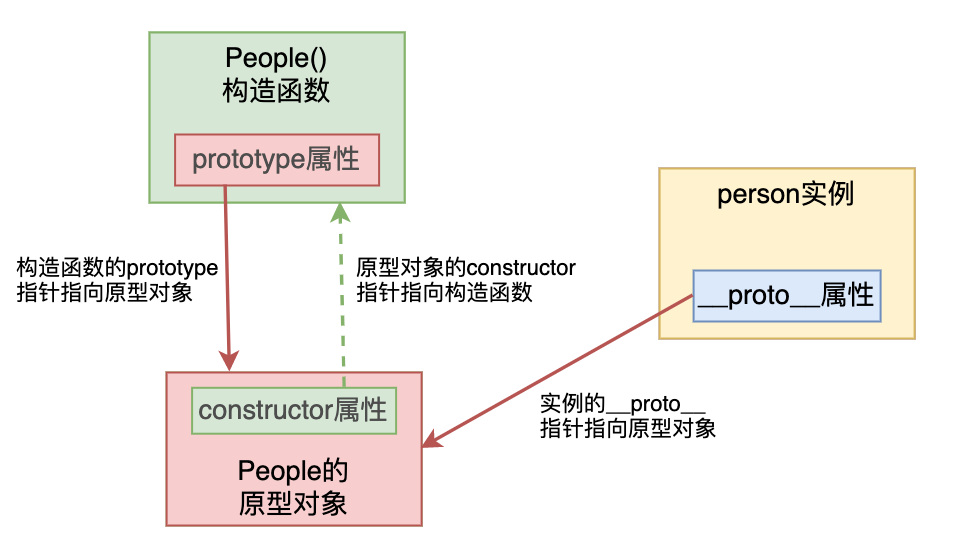 People()
构造函数
prototype属性
person实例
构造函数的prototype
指针指向原型对象
原型对象的constructor
指针指向构造函数
__proto__属性
constructor属性
实例的__proto__
指针指向原型对象
People的
原型对象